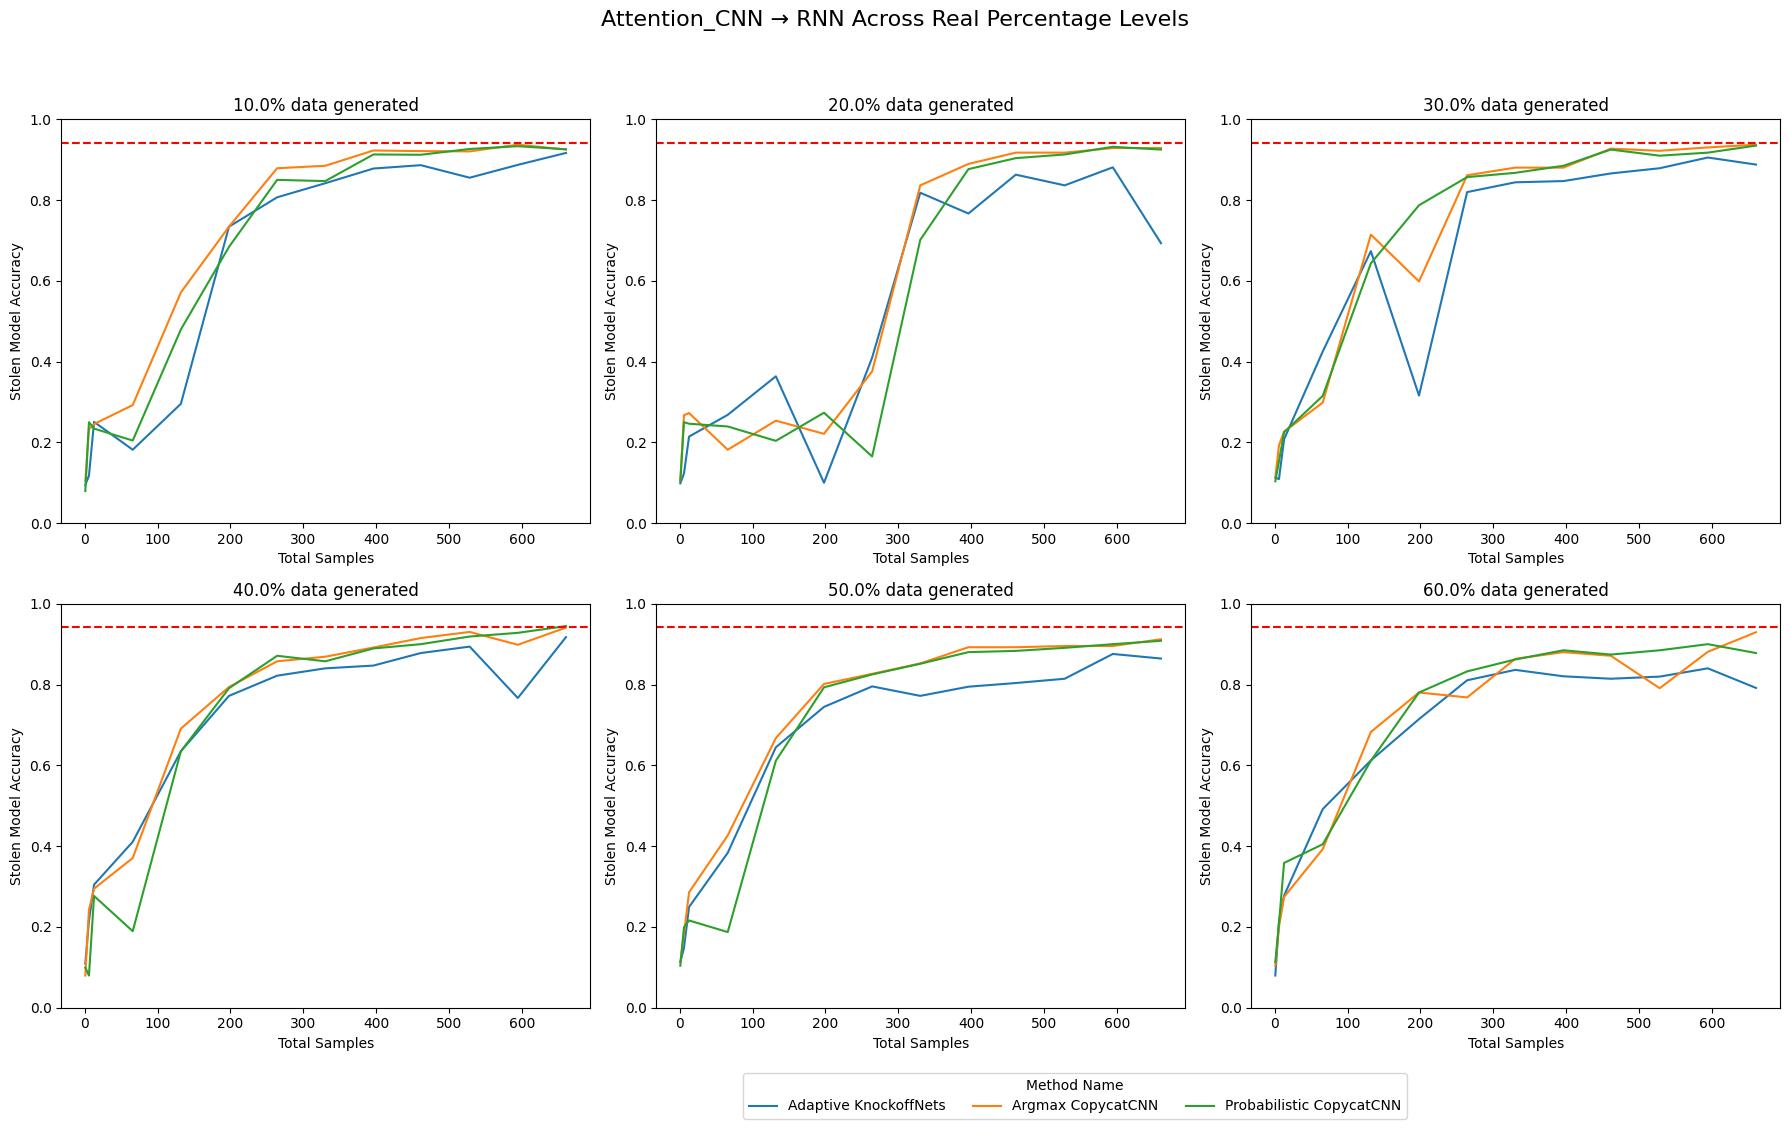 Attention_CNN → RNN Across Real Percentage Levels
10.0% data generated
Stolen Model Accuracy
1.0
0.8
0.6
0.4
0.2
0.0
0 100 200 300 400 500 600
Total Samples
20.0% data generated
Stolen Model Accuracy
1.0
0.8
0.6
0.4
0.2
0.0
0 100 200 300 400 500 600
Total Samples
30.0% data generated
Stolen Model Accuracy
1.0
0.8
0.6
0.4
0.2
0.0
0 100 200 300 400 500 600
Total Samples
40.0% data generated
Stolen Model Accuracy
1.0
0.8
0.6
0.4
0.2
0.0
0 100 200 300 400 500 600
Total Samples
50.0% data generated
Stolen Model Accuracy
1.0
0.8
0.6
0.4
0.2
0.0
0 100 200 300 400 500 600
Total Samples
60.0% data generated
Stolen Model Accuracy
1.0
0.8
0.6
0.4
0.2
0.0
0 100 200 300 400 500 600
Total Samples
Method Name
Adaptive KnockoffNets Argmax CopycatCNN Probabilistic CopycatCNN